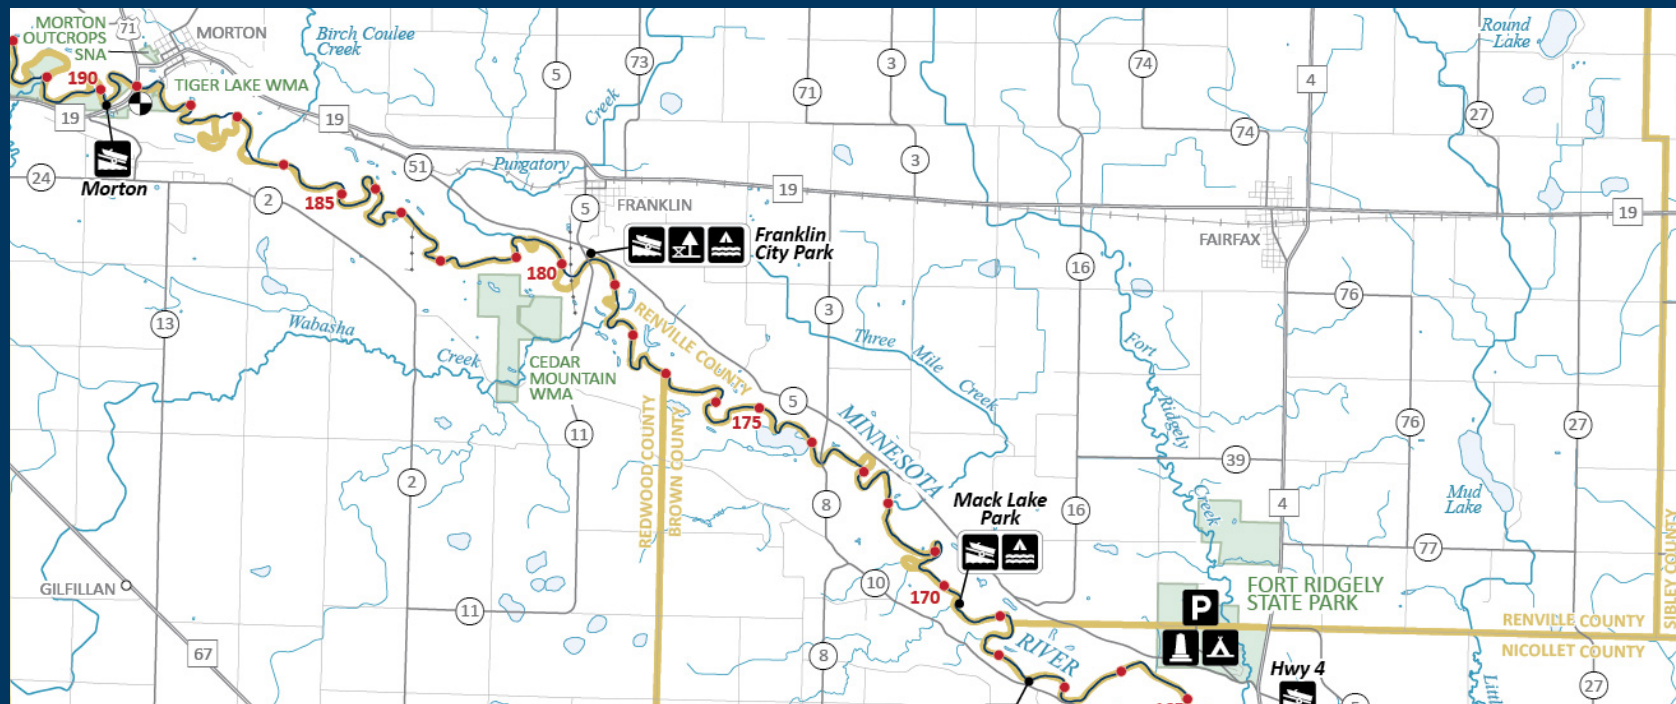 MORTON
OUTCROPS
SNA
71
MORTON
Birch Coulee
Creek
5
73
3
74
4
Round
Lake
190
TIGER LAKE WMA
71
27
19
19
Creek
74
3
51
Purgatory
Morton
24
2
185
5
FRANKLIN
19
19
FAIRFAX
Franklin
City Park
180
16
76
13
3
RENVILLE COUNTY
Wabasha
Creek
CEDAR
MOUNTAIN
WMA
Three
Mile
Creek
Fort
Ridgely
Creek
REDWOOD COUNTY
BROWN COUNTY
175
5
11
76
27
MINNESOTA
39
2
8
Mack Lake
Park
16
4
Mud
Lake
77
SIBLEY COUNTY
GILFILLAN
10
170
11
FORT RIDGELY
STATE PARK
P
RENVILLE COUNTY
NICOLLET COUNTY
67
8
R
RIVER
Hwy 4
27